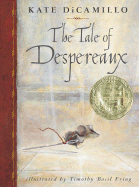 KATE DiCAMILLO
The Tale of
Despereaux
illustrated by Timothy Basil Ering